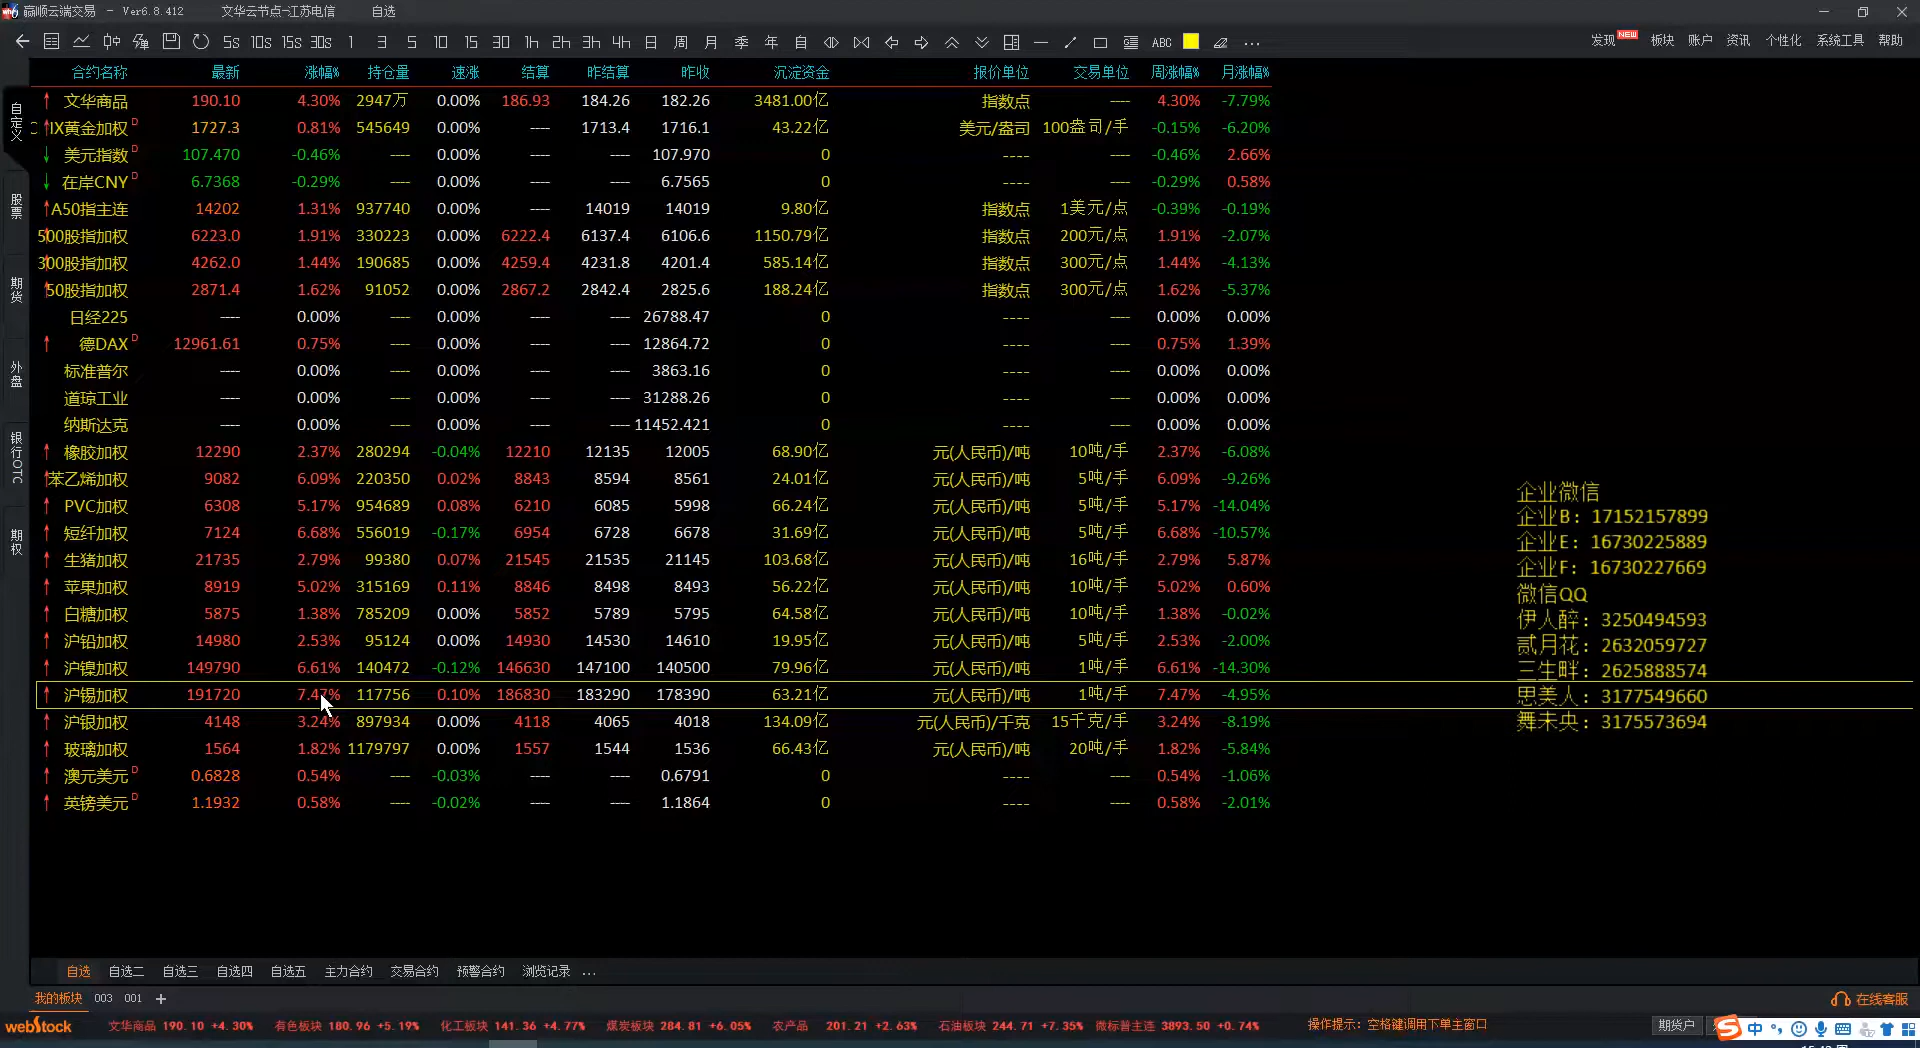 赢顺云端交易 - Ver6.8.412 文华云节点-江苏电信 自选
5s 10s 15s 30s 1 3 5 10 15 30 1h 2h 3h 4h 日 周 月 季 年 自 ABC ... 发现 NEW 板块 账户 资讯 个性化 系统工具 帮助
合约名称 最新 涨幅% 持仓量 速涨 结算 昨结算 昨收 沉淀资金 报价单位 交易单位 周涨幅% 月涨幅%
文华商品 190.10 4.30% 2947万 0.00% 186.93 184.26 182.26 3481.00亿 指数点 ---- 4.30% -7.79%
IX黄金加权 D 1727.3 0.81% 545649 0.00% ---- 1713.4 1716.1 43.22亿 美元/盎司 100盎司/手 -0.15% -6.20%
美元指数 D 107.470 -0.46% ---- 0.00% ---- ---- 107.970 0 ---- ---- -0.46% 2.66%
在岸CNY D 6.7368 -0.29% ---- 0.00% ---- ---- 6.7565 0 ---- ---- -0.29% 0.58%
A50指主连 14202 1.31% 937740 0.00% ---- 14019 14019 9.80亿 指数点 1美元/点 -0.39% -0.19%
500股指加权 6223.0 1.91% 330223 0.00% 6222.4 6137.4 6106.6 1150.79亿 指数点 200元/点 1.91% -2.07%
300股指加权 4262.0 1.44% 190685 0.00% 4259.4 4231.8 4201.4 585.14亿 指数点 300元/点 1.44% -4.13%
50股指加权 2871.4 1.62% 91052 0.00% 2867.2 2842.4 2825.6 188.24亿 指数点 300元/点 1.62% -5.37%
日经225 ---- 0.00% ---- 0.00% ---- ---- 26788.47 0 ---- ---- 0.00% 0.00%
德DAX D 12961.61 0.75% ---- 0.00% ---- ---- 12864.72 0 ---- ---- 0.75% 1.39%
标准普尔 ---- 0.00% ---- 0.00% ---- ---- 3863.16 0 ---- ---- 0.00% 0.00%
道琼工业 ---- 0.00% ---- 0.00% ---- ---- 31288.26 0 ---- ---- 0.00% 0.00%
纳斯达克 ---- 0.00% ---- 0.00% ---- ---- 11452.421 0 ---- ---- 0.00% 0.00%
橡胶加权 12290 2.37% 280294 -0.04% 12210 12135 12005 68.90亿 元(人民币)/吨 10吨/手 2.37% -6.08%
苯乙烯加权 9082 6.09% 220350 0.02% 8843 8594 8561 24.01亿 元(人民币)/吨 5吨/手 6.09% -9.26%
PVC加权 6308 5.17% 954689 0.08% 6210 6085 5998 66.24亿 元(人民币)/吨 5吨/手 5.17% -14.04%
短纤加权 7124 6.68% 556019 -0.17% 6954 6728 6678 31.69亿 元(人民币)/吨 5吨/手 6.68% -10.57%
生猪加权 21735 2.79% 99380 0.07% 21545 21535 21145 103.68亿 元(人民币)/吨 16吨/手 2.79% 5.87%
苹果加权 8919 5.02% 315169 0.11% 8846 8498 8493 56.22亿 元(人民币)/吨 10吨/手 5.02% 0.60%
白糖加权 5875 1.38% 785209 0.00% 5852 5789 5795 64.58亿 元(人民币)/吨 10吨/手 1.38% -0.02%
沪铅加权 14980 2.53% 95124 0.00% 14930 14530 14610 19.95亿 元(人民币)/吨 5吨/手 2.53% -2.00%
沪镍加权 149790 6.61% 140472 -0.12% 146630 147100 140500 79.96亿 元(人民币)/吨 1吨/手 6.61% -14.30%
沪锡加权 191720 7.47% 117756 0.10% 186830 183290 178390 63.21亿 元(人民币)/吨 1吨/手 7.47% -4.95%
沪银加权 4148 3.24% 897934 0.00% 4118 4065 4018 134.09亿 元(人民币)/千克 15千克/手 3.24% -8.19%
玻璃加权 1564 1.82% 1179797 0.00% 1557 1544 1536 66.43亿 元(人民币)/吨 20吨/手 1.82% -5.84%
澳元美元 D 0.6828 0.54% ---- -0.03% ---- ---- 0.6791 0 ---- ---- 0.54% -1.06%
英镑美元 D 1.1932 0.58% ---- -0.02% ---- ---- 1.1864 0 ---- ---- 0.58% -2.01%
自定义
股票
期货
外盘
银行OTC
期权
企业微信
企业B：17152157899
企业E：16730225889
企业F：16730227669
微信QQ
伊人醉：3250494593
贰月花：2632059727
三生畔：2625888574
思美人：3177549660
舞未央：3175573694
自选 自选二 自选三 自选四 自选五 主力合约 交易合约 预警合约 浏览记录 ...
我的板块 003 001 + 在线客服
webstock 文华商品 190.10 +4.30% 有色板块 180.96 +5.19% 化工板块 141.36 +4.77% 煤炭板块 284.81 +6.05% 农产品 201.21 +2.63% 石油板块 244.71 +7.35% 微标普主连 3893.50 +0.74% 操作提示：空格键调用下单主窗口 期货户 中